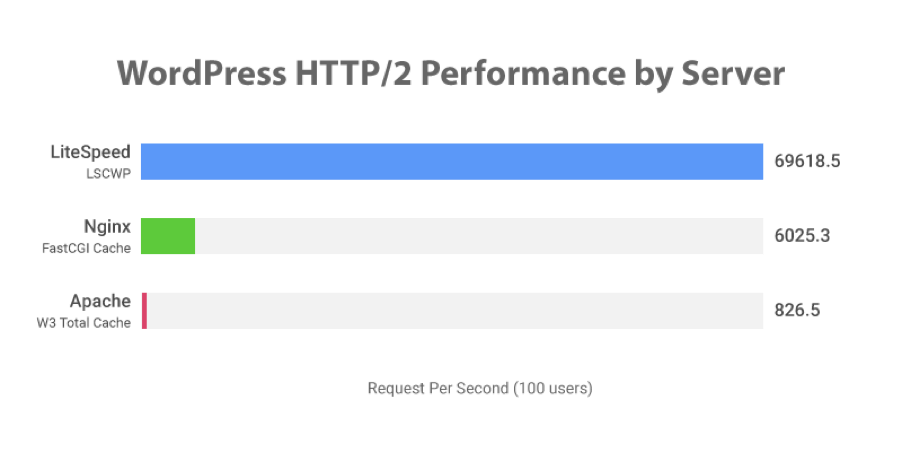 WordPress HTTP/2 Performance by Server
LiteSpeed
LSCWP
69618.5
Nginx
FastCGI Cache
6025.3
Apache
W3 Total Cache
826.5
Request Per Second (100 users)